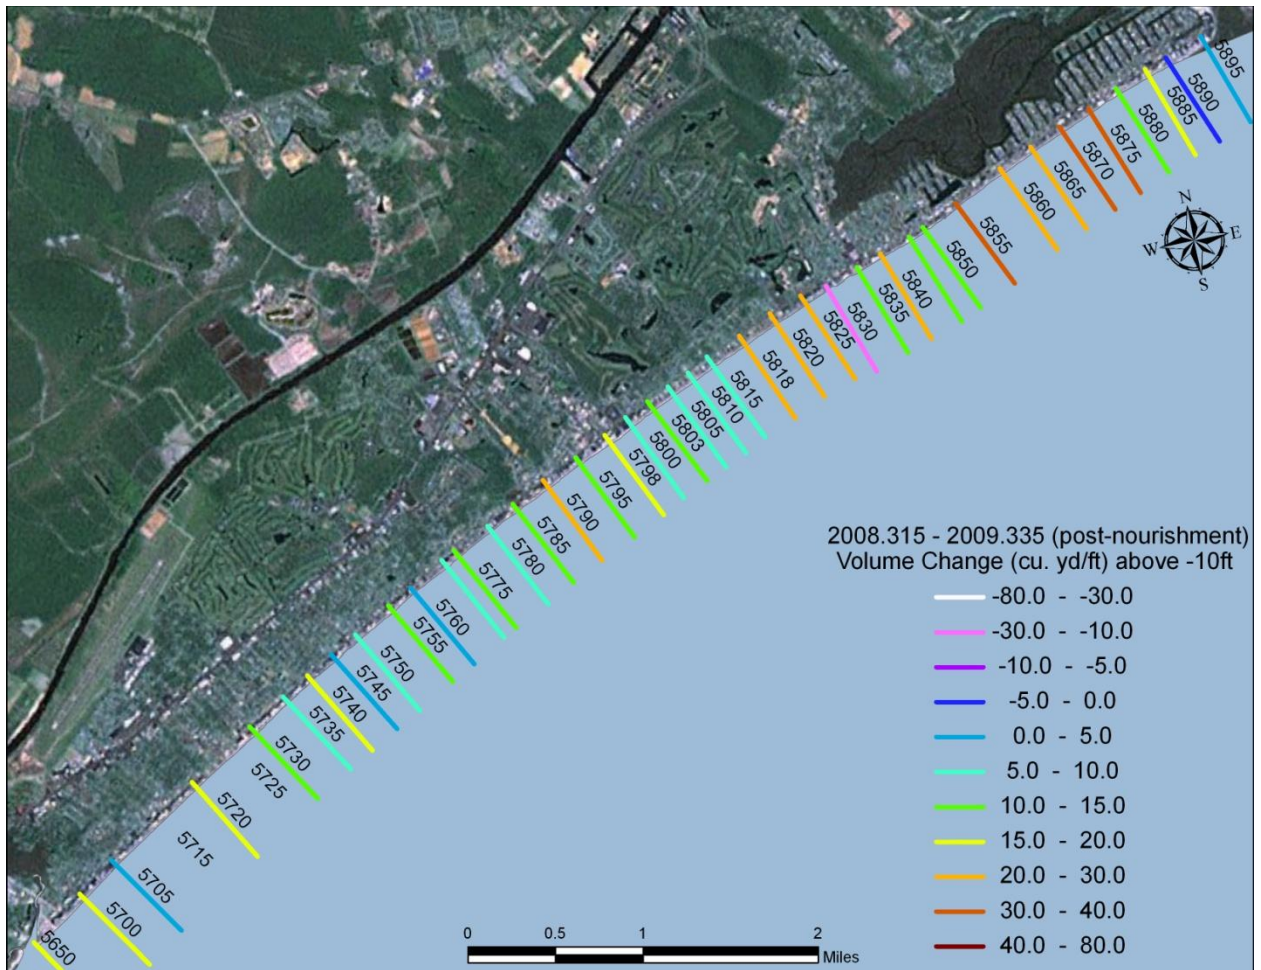 5895
5890
5885
5880
5875
5870
5865
5860
5855
5850
5840
5835
5830
5825
5820
5818
5815
5810
5805
5803
5800
5798
5795
5790
5785
5780
5775
5760
5755
5750
5745
5740
5735
5730
5725
5720
5715
5705
5700
5650
N
W E
S
2008.315 - 2009.335 (post-nourishment)
Volume Change (cu. yd/ft) above -10ft
-80.0 - -30.0
-30.0 - -10.0
-10.0 - -5.0
-5.0 - 0.0
0.0 - 5.0
5.0 - 10.0
10.0 - 15.0
15.0 - 20.0
20.0 - 30.0
30.0 - 40.0
40.0 - 80.0
0 0.5 1 2
Miles